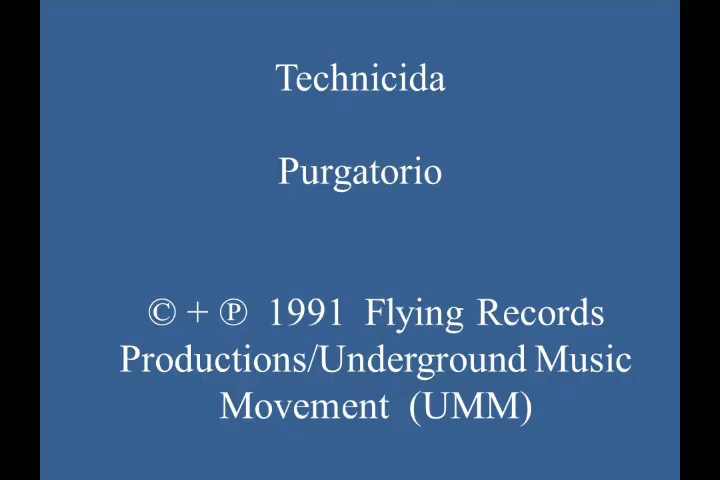 Technicida
Purgatorio
© + ℗ 1991 Flying Records
Productions/Underground Music
Movement (UMM)